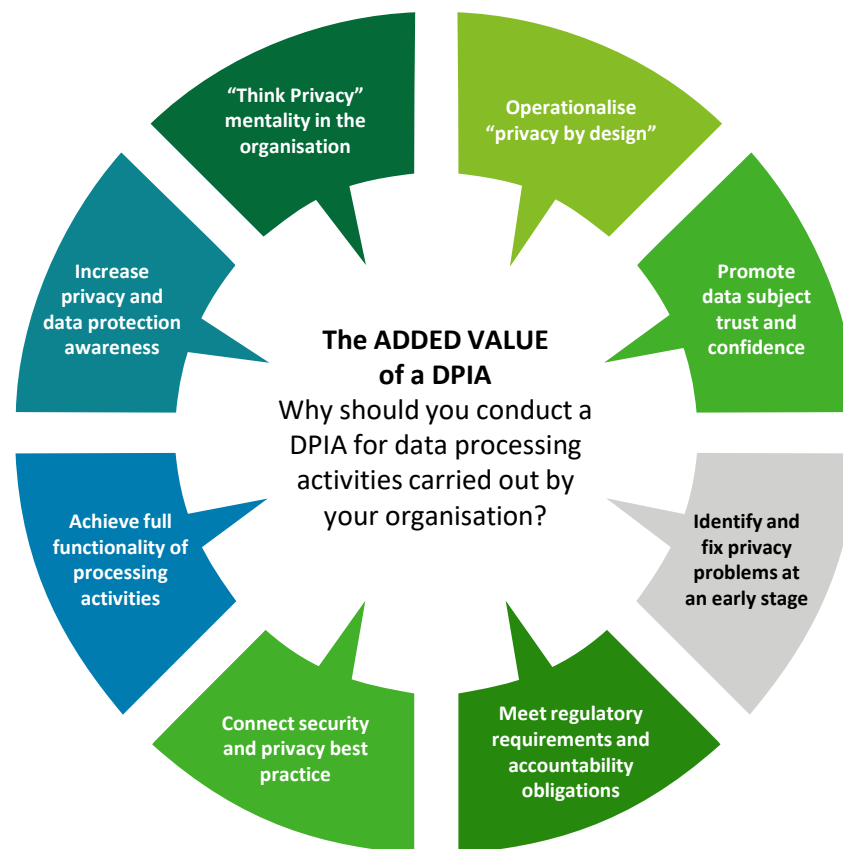 “Think Privacy”
mentality in the
organisation
Operationalise
“privacy by design”
Increase
privacy and
data protection
awareness
Promote
data subject
trust and
confidence
The ADDED VALUE
of a DPIA
Why should you conduct a
DPIA for data processing
activities carried out by
your organisation?
Achieve full
functionality of
processing
activities
Identify and
fix privacy
problems at
an early stage
Connect security
and privacy best
practice
Meet regulatory
requirements and
accountability
obligations